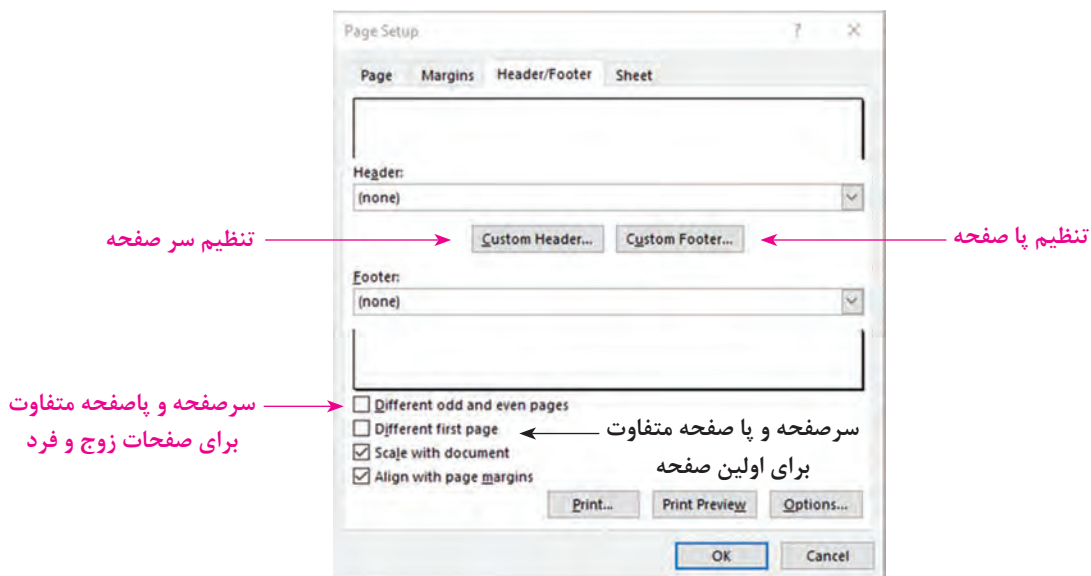 Page Setup
Page Margins Header/Footer Sheet
Header:
(none)
تنظیم سر صفحه
Custom Header... Custom Footer...
تنظیم پا صفحه
Footer:
(none)
سرصفحه و پاصفحه متفاوت
برای صفحات زوج و فرد
Different odd and even pages
Different first page
سرصفحه و پا صفحه متفاوت
برای اولین صفحه
Scale with document
Align with page margins
Print... Print Preview Options...
OK Cancel